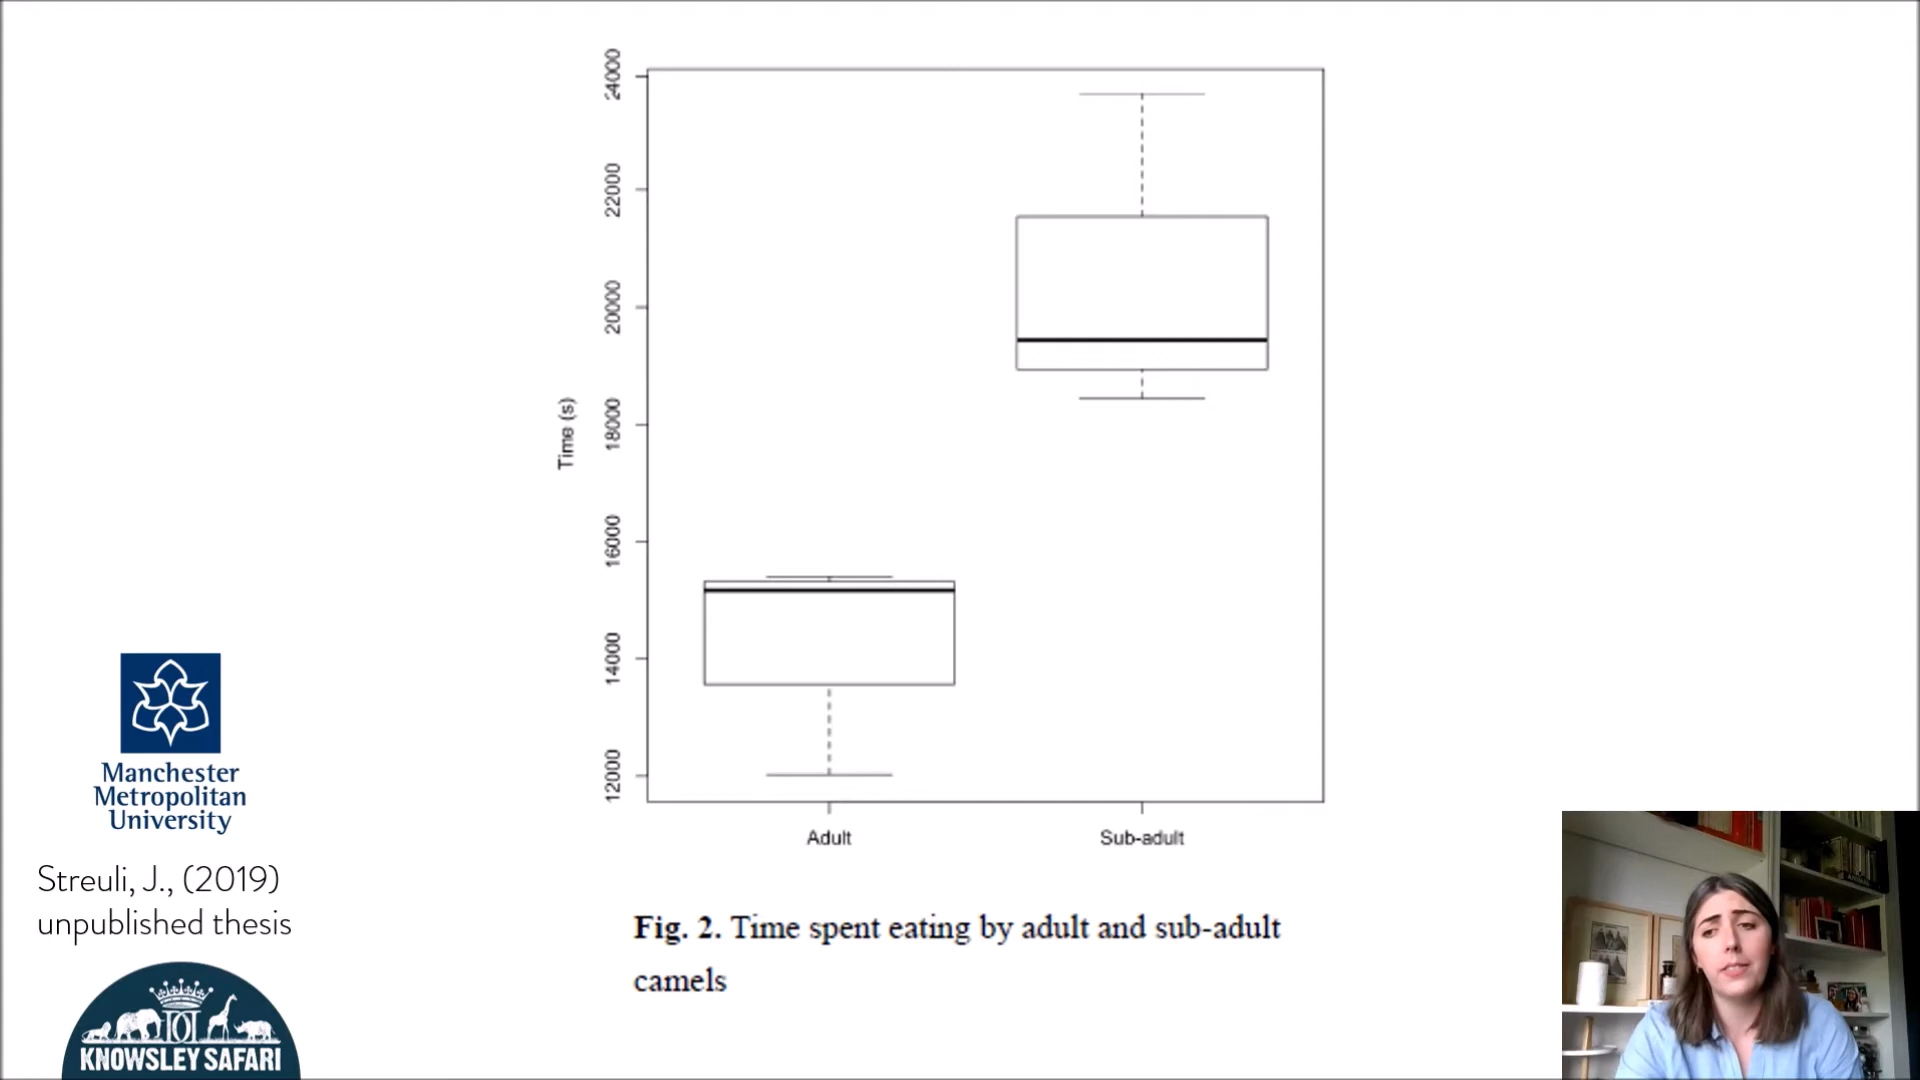 24000
22000
20000
18000
16000
14000
12000
Time (s)
Adult
Sub-adult
Fig. 2. Time spent eating by adult and sub-adult
camels
Manchester
Metropolitan
University
Streuli, J., (2019)
unpublished thesis
KNOWSLEY SAFARI